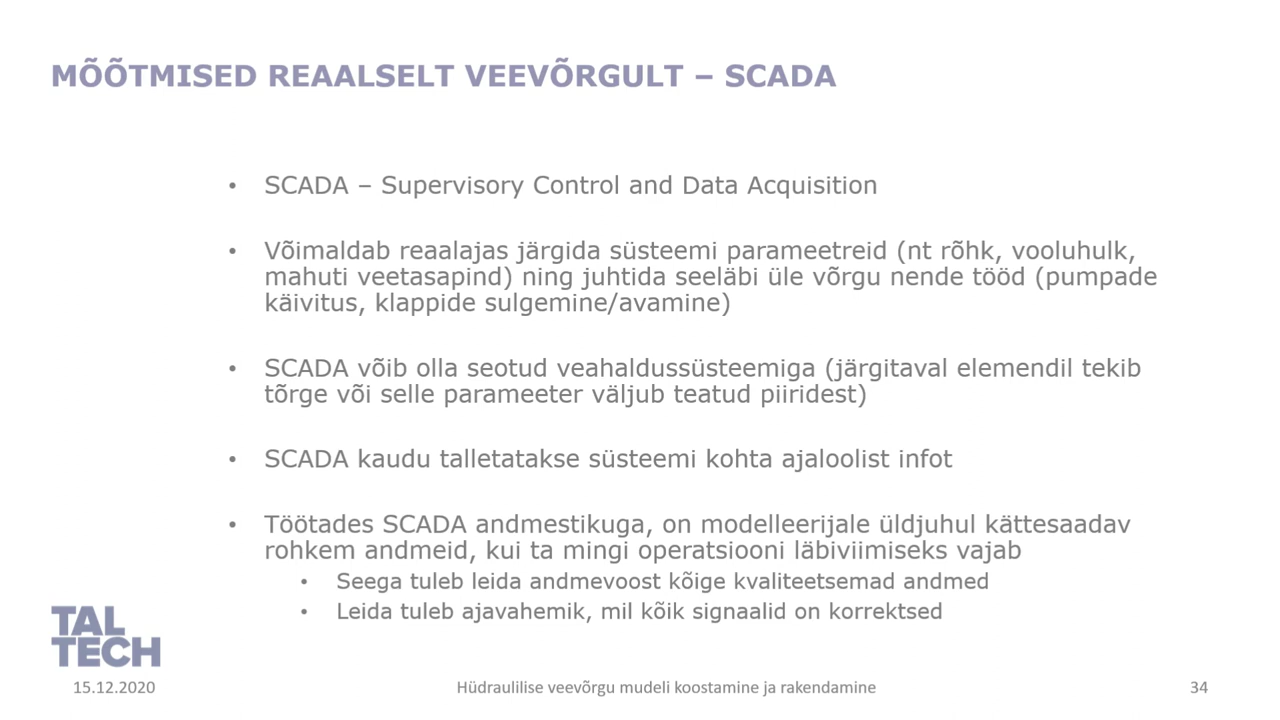 MÕÕTMISED REAALSELT VEEVÕRGULT – SCADA
• SCADA – Supervisory Control and Data Acquisition
• Võimaldab reaalajas järgida süsteemi parameetreid (nt rõhk, vooluhulk,
mahuti veetasapind) ning juhtida seeläbi üle võrgu nende tööd (pumpade
käivitus, klappide sulgemine/avamine)
• SCADA võib olla seotud veahaldussüsteemiga (järgitaval elemendil tekib
tõrge või selle parameeter väljub teatud piiridest)
• SCADA kaudu talletatakse süsteemi kohta ajaloolist infot
• Töötades SCADA andmestikuga, on modelleerijale üldjuhul kättesaadav
rohkem andmeid, kui ta mingi operatsiooni läbiviimiseks vajab
• Seega tuleb leida andmevoost kõige kvaliteetsemad andmed
• Leida tuleb ajavahemik, mil kõik signaalid on korrektsed
TAL
TECH
15.12.2020 Hüdraulilise veevõrgu mudeli koostamine ja rakendamine 34